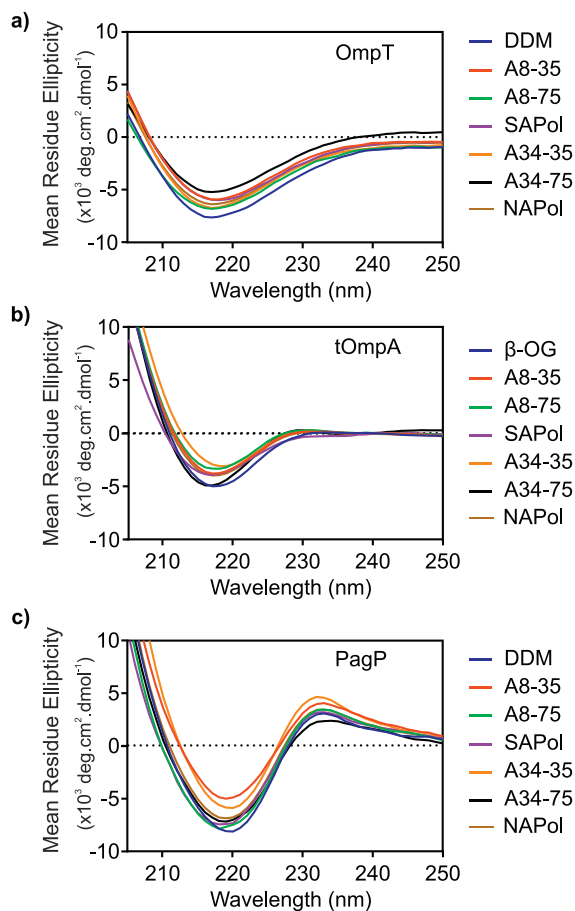 a)
OmpT
Mean Residue Ellipticity
(x10³ deg.cm².dmol⁻¹)
10
5
0
-5
-10
210 220 230 240 250
Wavelength (nm)
DDM
A8-35
A8-75
SAPol
A34-35
A34-75
NAPol
b)
tOmpA
Mean Residue Ellipticity
(x10³ deg.cm².dmol⁻¹)
10
5
0
-5
-10
210 220 230 240 250
Wavelength (nm)
β-OG
A8-35
A8-75
SAPol
A34-35
A34-75
NAPol
c)
PagP
Mean Residue Ellipticity
(x10³ deg.cm².dmol⁻¹)
10
5
0
-5
-10
210 220 230 240 250
Wavelength (nm)
DDM
A8-35
A8-75
SAPol
A34-35
A34-75
NAPol